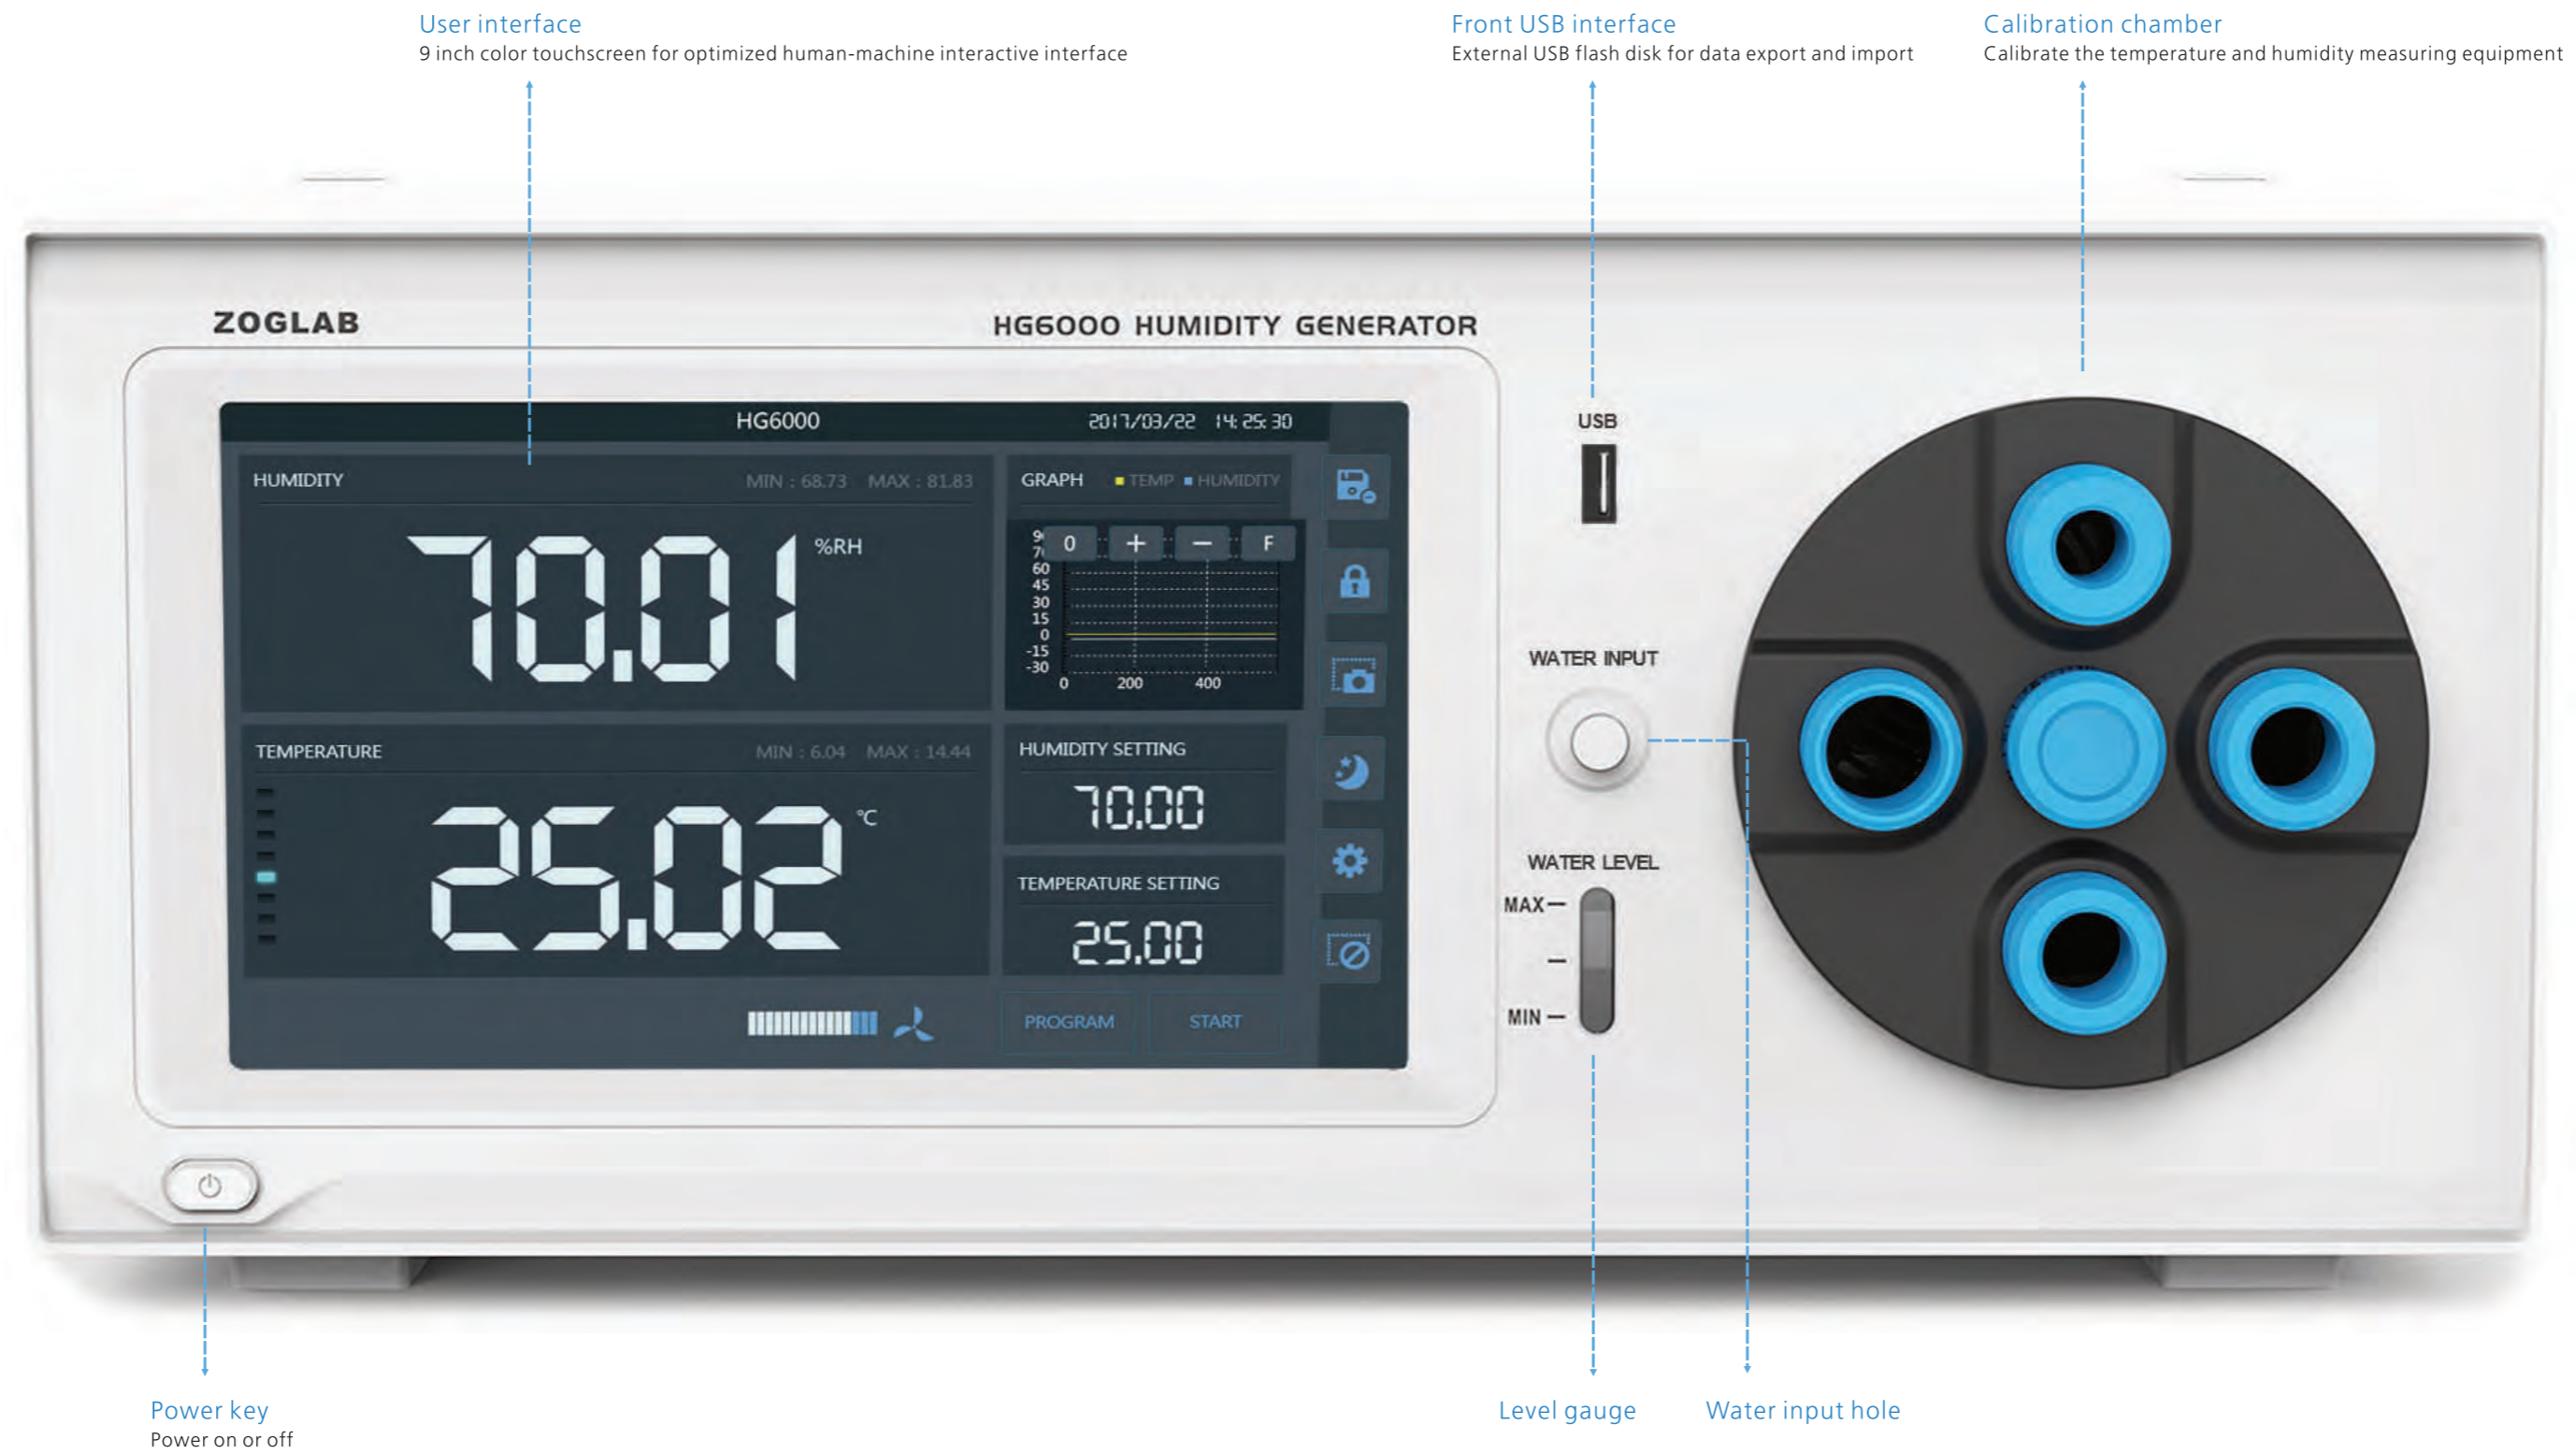 User interface
9 inch color touchscreen for optimized human-machine interactive interface
Front USB interface
External USB flash disk for data export and import
Calibration chamber
Calibrate the temperature and humidity measuring equipment
ZOGLAB
HG6000 HUMIDITY GENERATOR
HG6000
2017/03/22 14:25:30
HUMIDITY
MIN : 68.73 MAX : 81.83
70.01
%RH
GRAPH
TEMP HUMIDITY
0 + − F
60
45
30
15
0
-15
-30
0 200 400
TEMPERATURE
MIN : 6.04 MAX : 14.44
25.02
℃
HUMIDITY SETTING
70.00
TEMPERATURE SETTING
25.00
PROGRAM
START
USB
WATER INPUT
WATER LEVEL
MAX
MIN
Power key
Power on or off
Level gauge
Water input hole